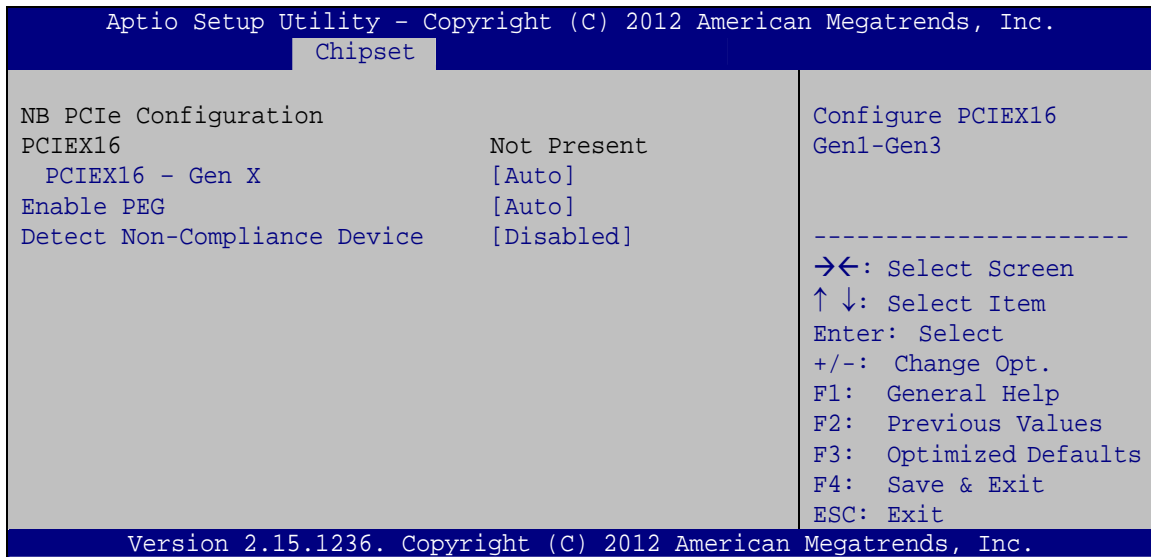 Aptio Setup Utility – Copyright (C) 2012 American Megatrends, Inc.
Chipset
NB PCIe Configuration
PCIEX16 Not Present
PCIEX16 – Gen X [Auto]
Enable PEG [Auto]
Detect Non-Compliance Device [Disabled]
Configure PCIEX16
Gen1-Gen3
----------------------
→←: Select Screen
↑ ↓: Select Item
Enter: Select
+/-: Change Opt.
F1: General Help
F2: Previous Values
F3: Optimized Defaults
F4: Save & Exit
ESC: Exit
Version 2.15.1236. Copyright (C) 2012 American Megatrends, Inc.